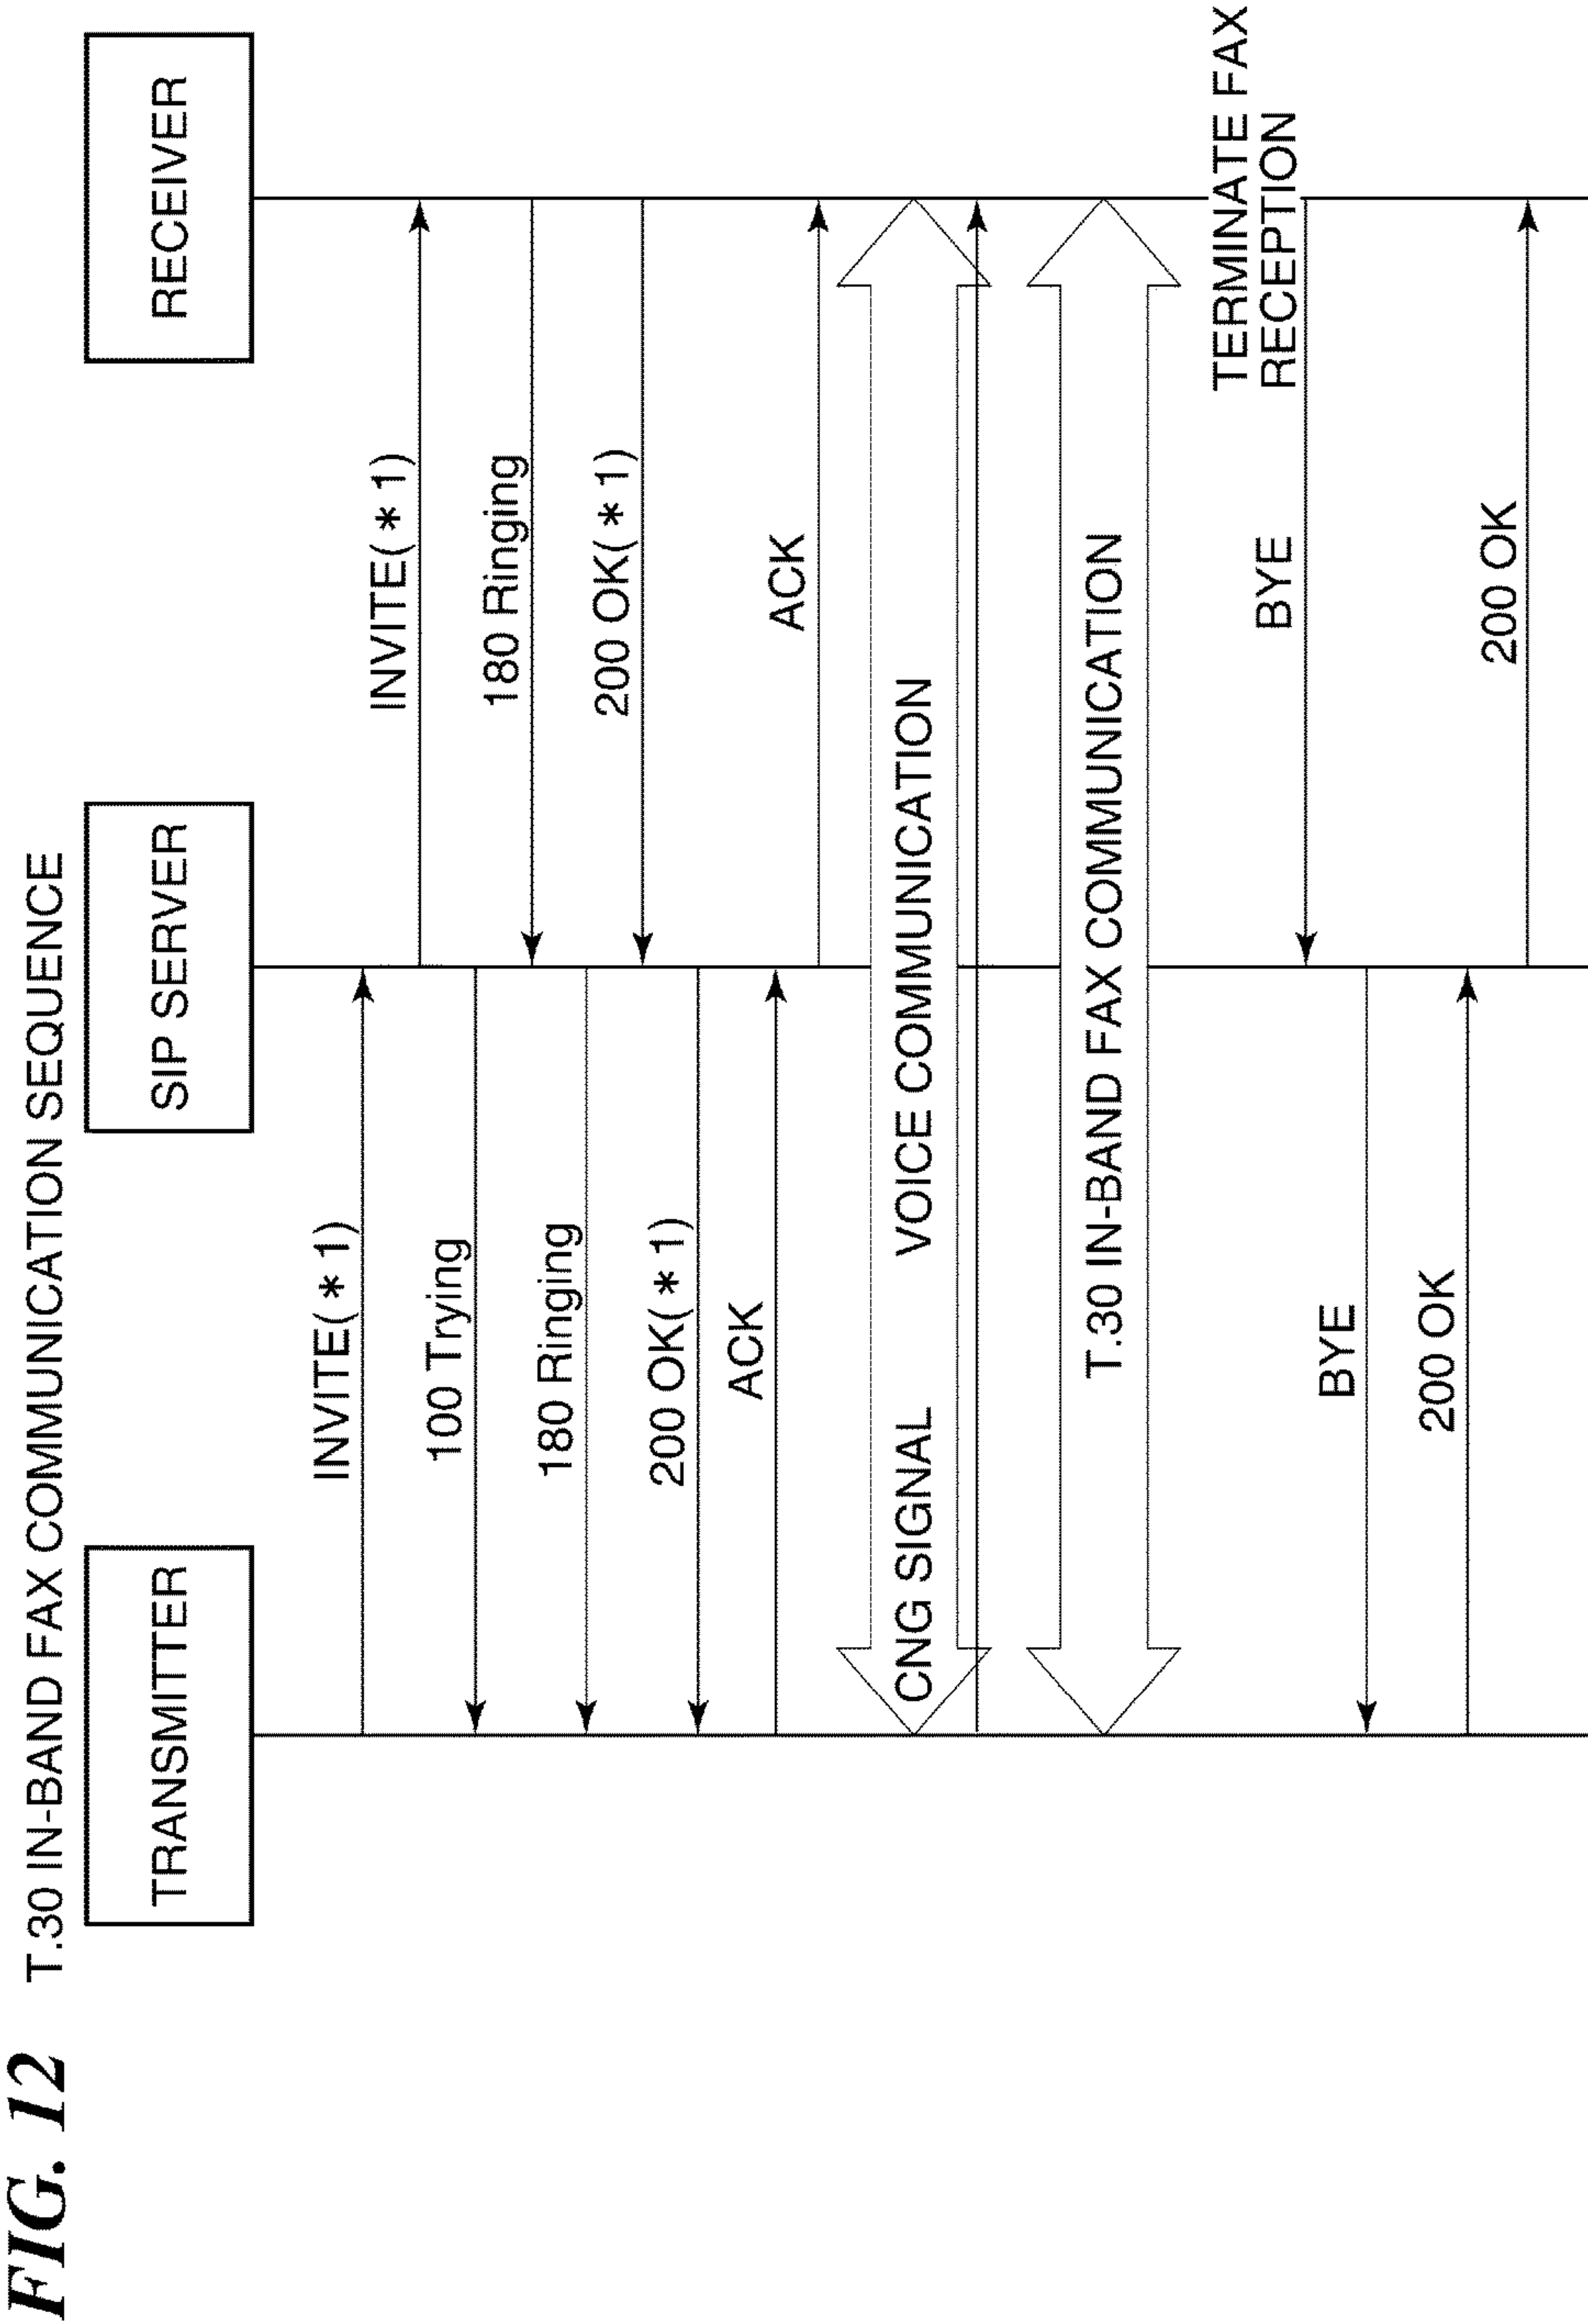 FIG. 12
T.30 IN-BAND FAX COMMUNICATION SEQUENCE
TRANSMITTER
SIP SERVER
RECEIVER
INVITE(＊1)
INVITE(＊1)
100 Trying
180 Ringing
180 Ringing
200 OK(＊1)
200 OK(＊1)
ACK
ACK
CNG SIGNAL
VOICE COMMUNICATION
T.30 IN-BAND FAX COMMUNICATION
TERMINATE FAX
RECEPTION
BYE
BYE
200 OK
200 OK